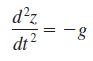 d²z/dt² = −g